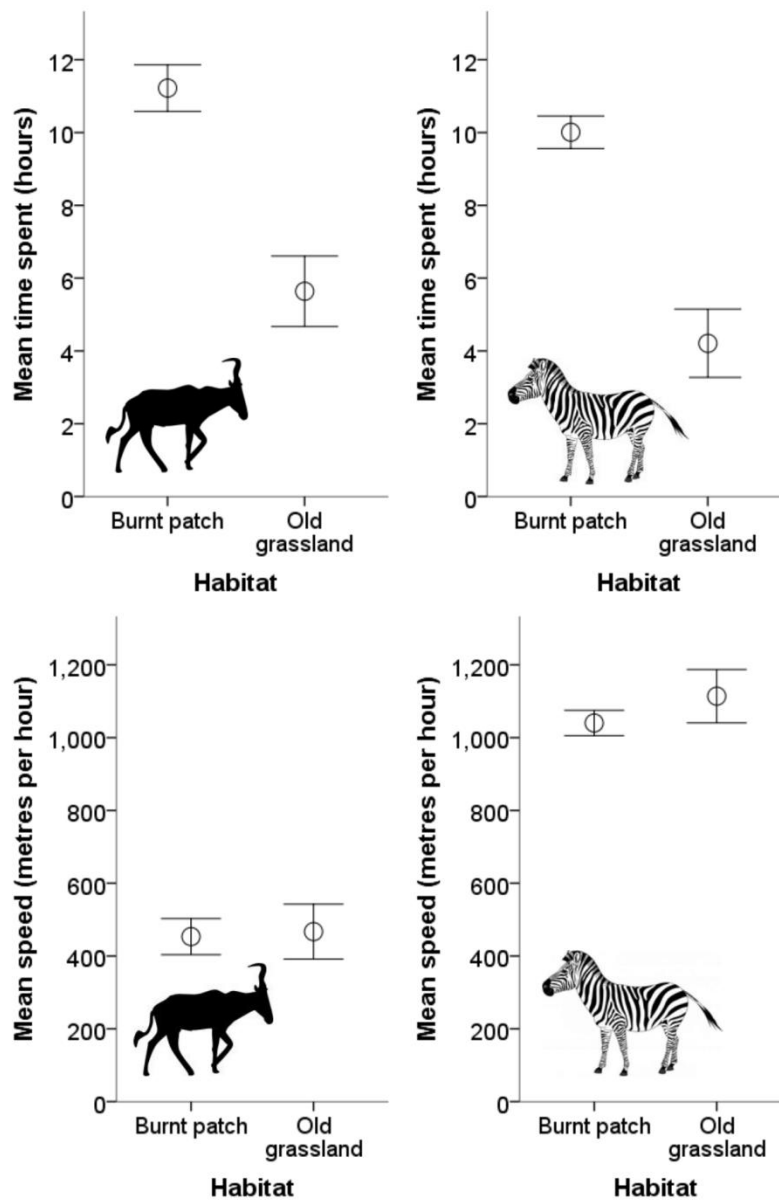 Mean time spent (hours)
12
10
8
6
4
2
0
Burnt patch
Old
grassland
Habitat
Mean time spent (hours)
12
10
8
6
4
2
0
Burnt patch
Old
grassland
Habitat
Mean speed (metres per hour)
1,200
1,000
800
600
400
200
0
Burnt patch
Old
grassland
Habitat
Mean speed (metres per hour)
1,200
1,000
800
600
400
200
0
Burnt patch
Old
grassland
Habitat